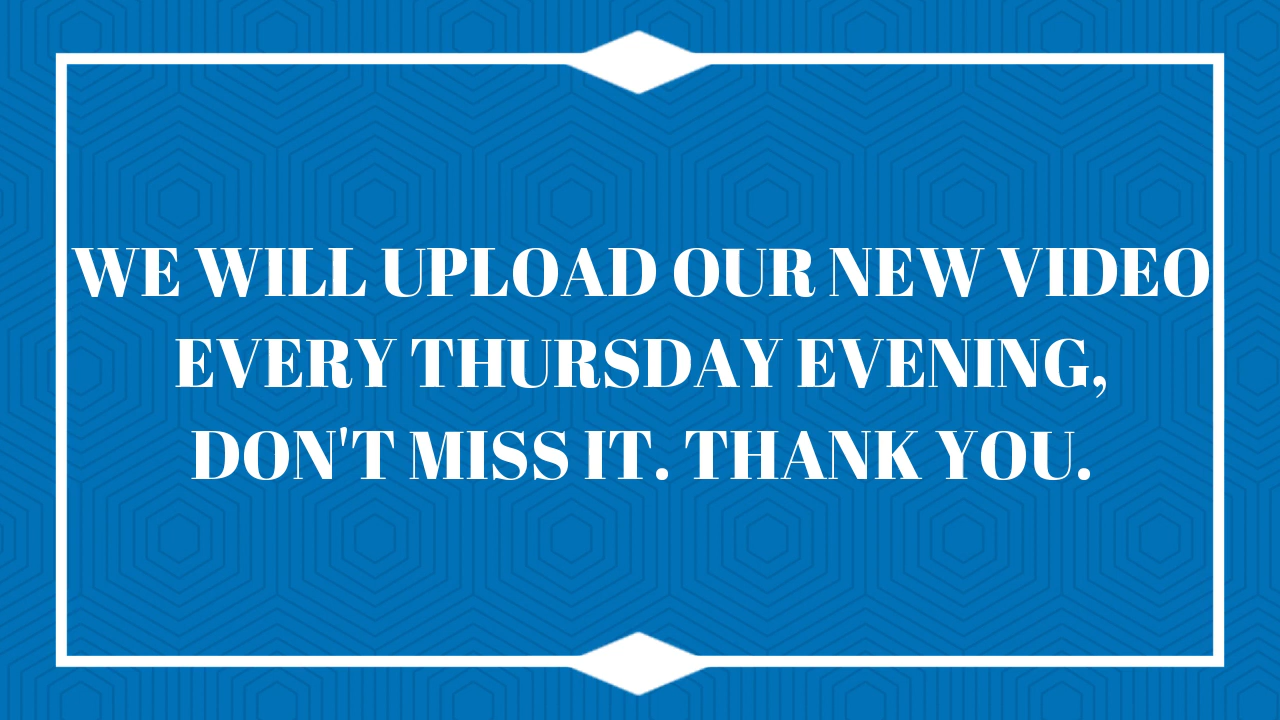 WE WILL UPLOAD OUR NEW VIDEO
EVERY THURSDAY EVENING,
DON'T MISS IT. THANK YOU.